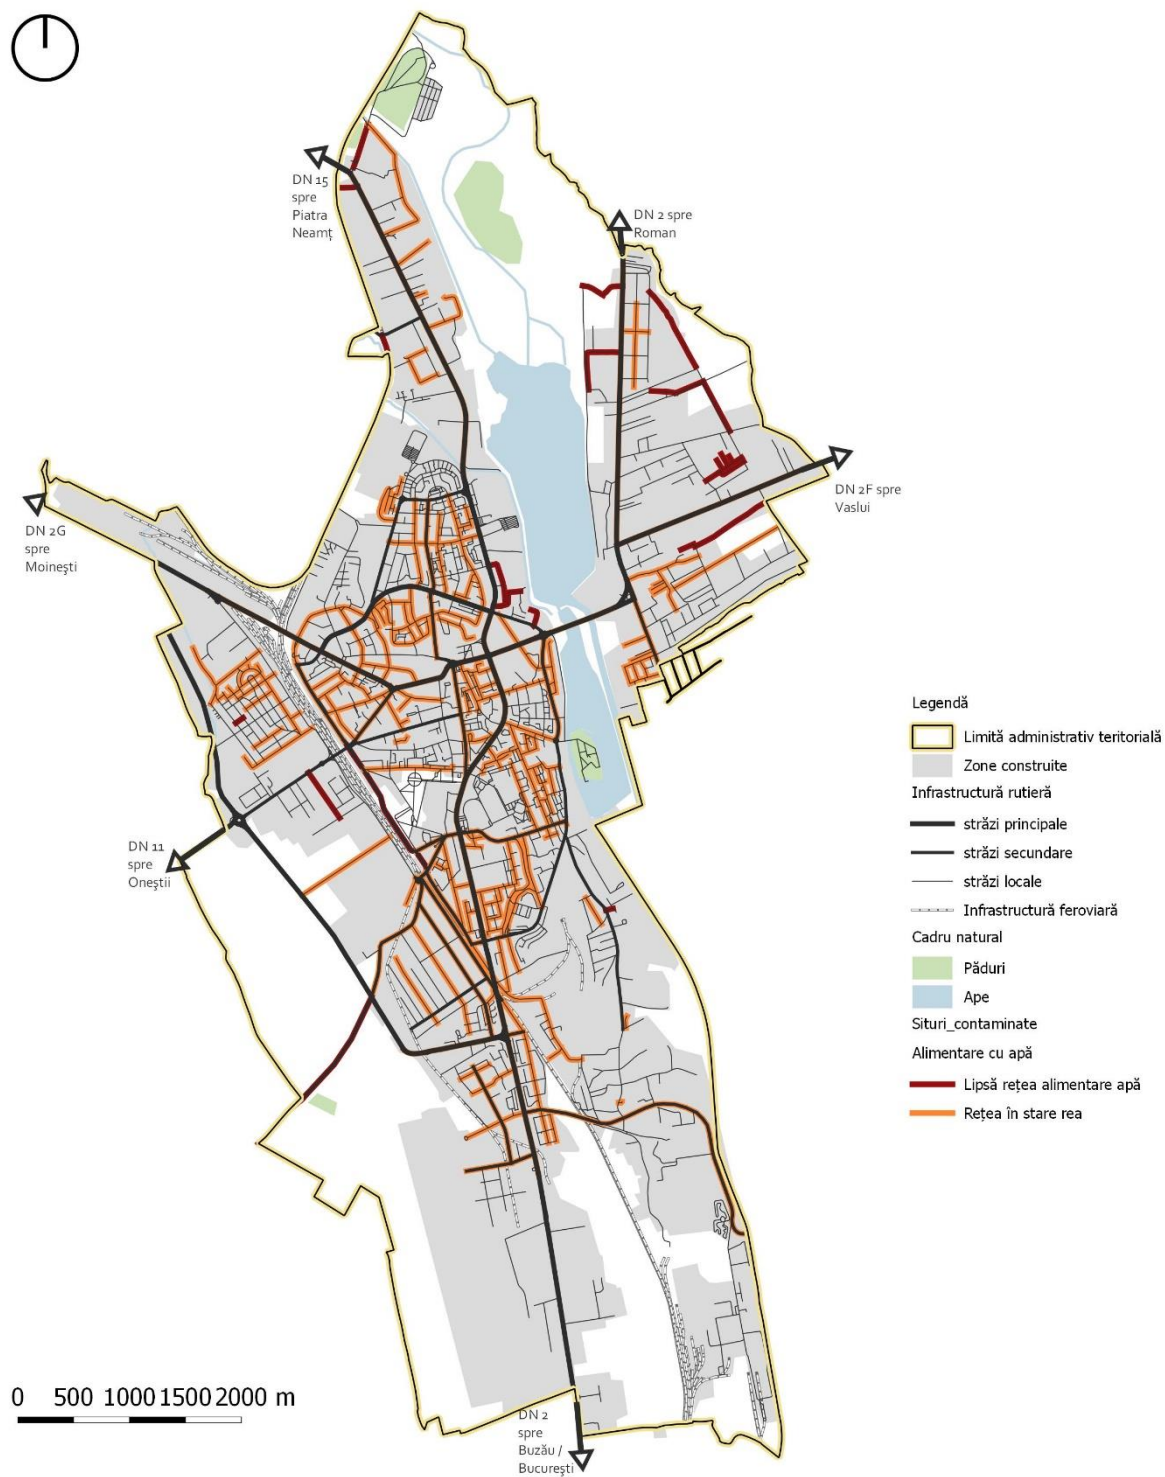 DN 15
spre
Piatra
Neamț
DN 2 spre
Roman
DN 2F spre
Vaslui
DN 2G
spre
Moineşti
DN 11
spre
Oneştii
Legendă
Limită administrativ teritorială
Zone construite
Infrastructură rutieră
străzi principale
străzi secundare
străzi locale
Infrastructură feroviară
Cadru natural
Păduri
Ape
Situri_contaminate
Alimentare cu apă
Lipsă rețea alimentare apă
Rețea în stare rea
0 500 1000 1500 2000 m
DN 2
spre
Buzău /
Bucureşti